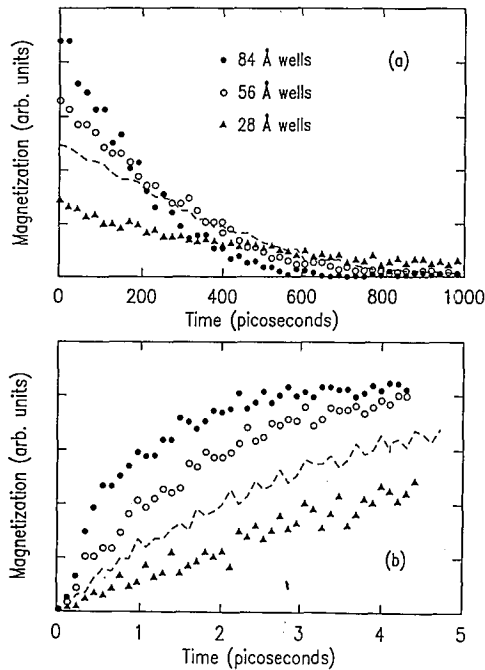 (a)
84 Å wells
56 Å wells
28 Å wells
Magnetization (arb. units)
0 200 400 600 800 1000
Time (picoseconds)
Magnetization (arb. units)
(b)
0 1 2 3 4 5
Time (picoseconds)